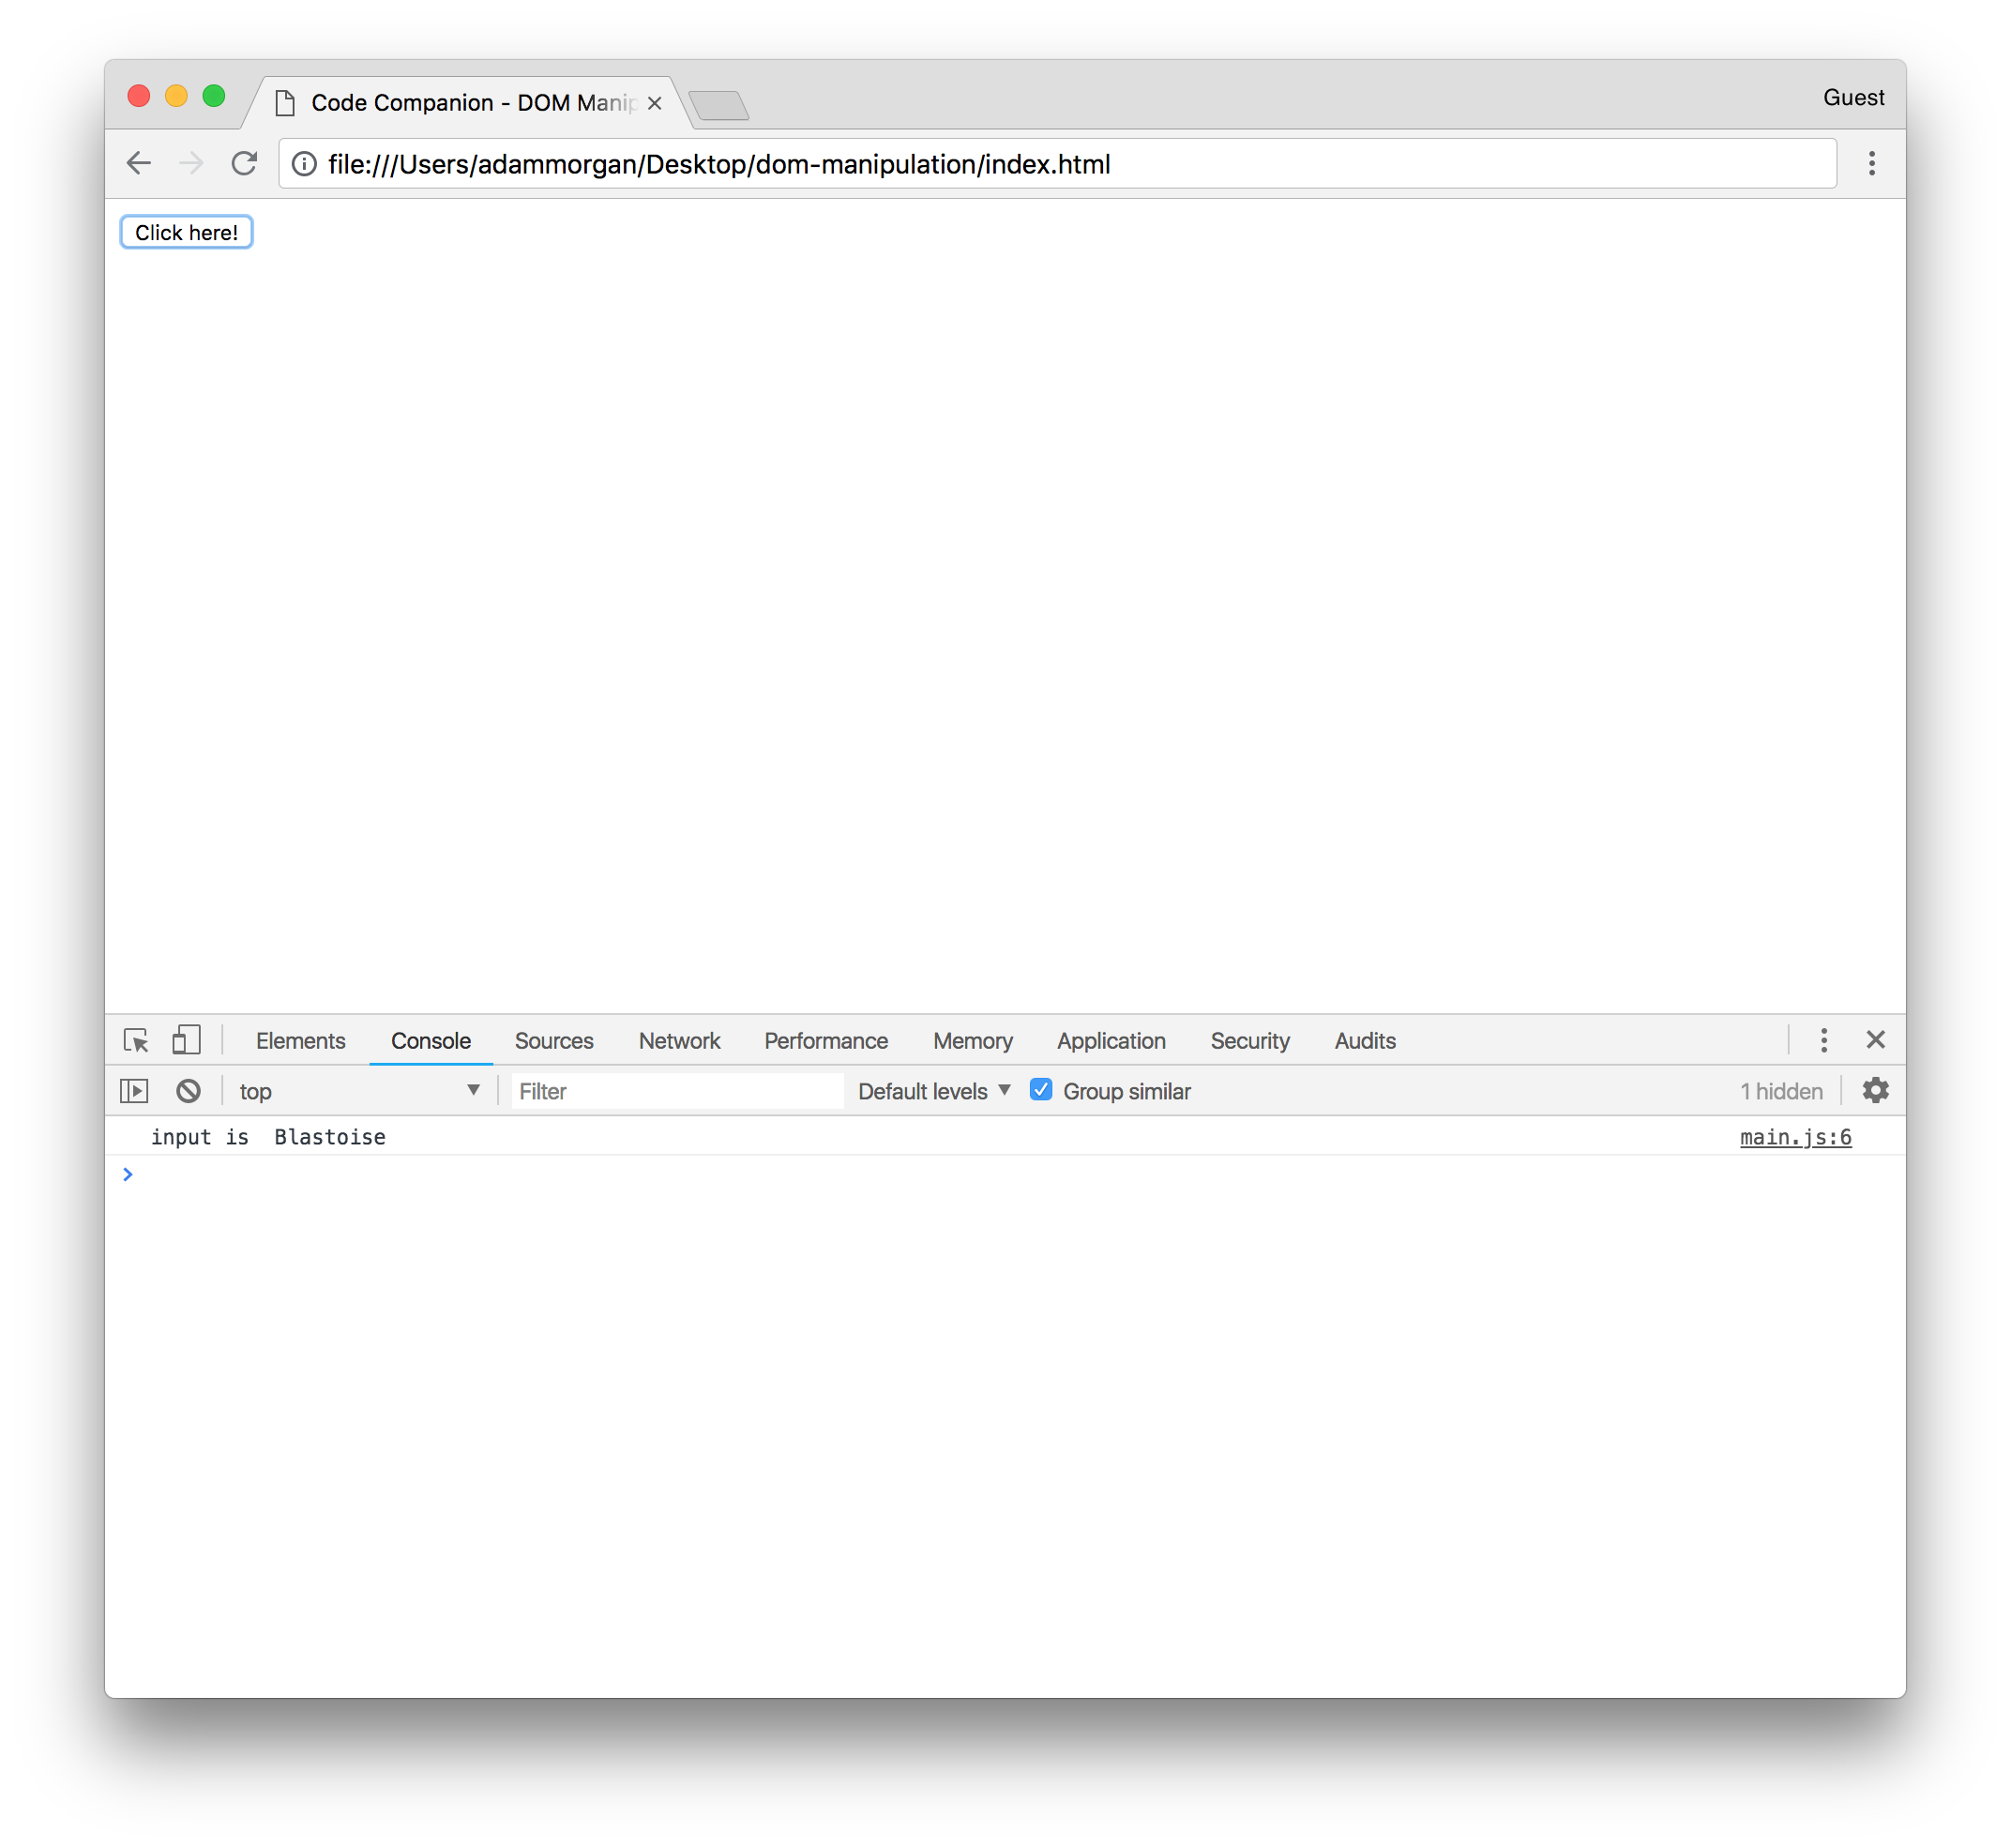 Code Companion - DOM Manip
Guest
file:///Users/adammorgan/Desktop/dom-manipulation/index.html
Click here!
Elements Console Sources Network Performance Memory Application Security Audits
top Filter Default levels Group similar 1 hidden
input is  Blastoise main.js:6